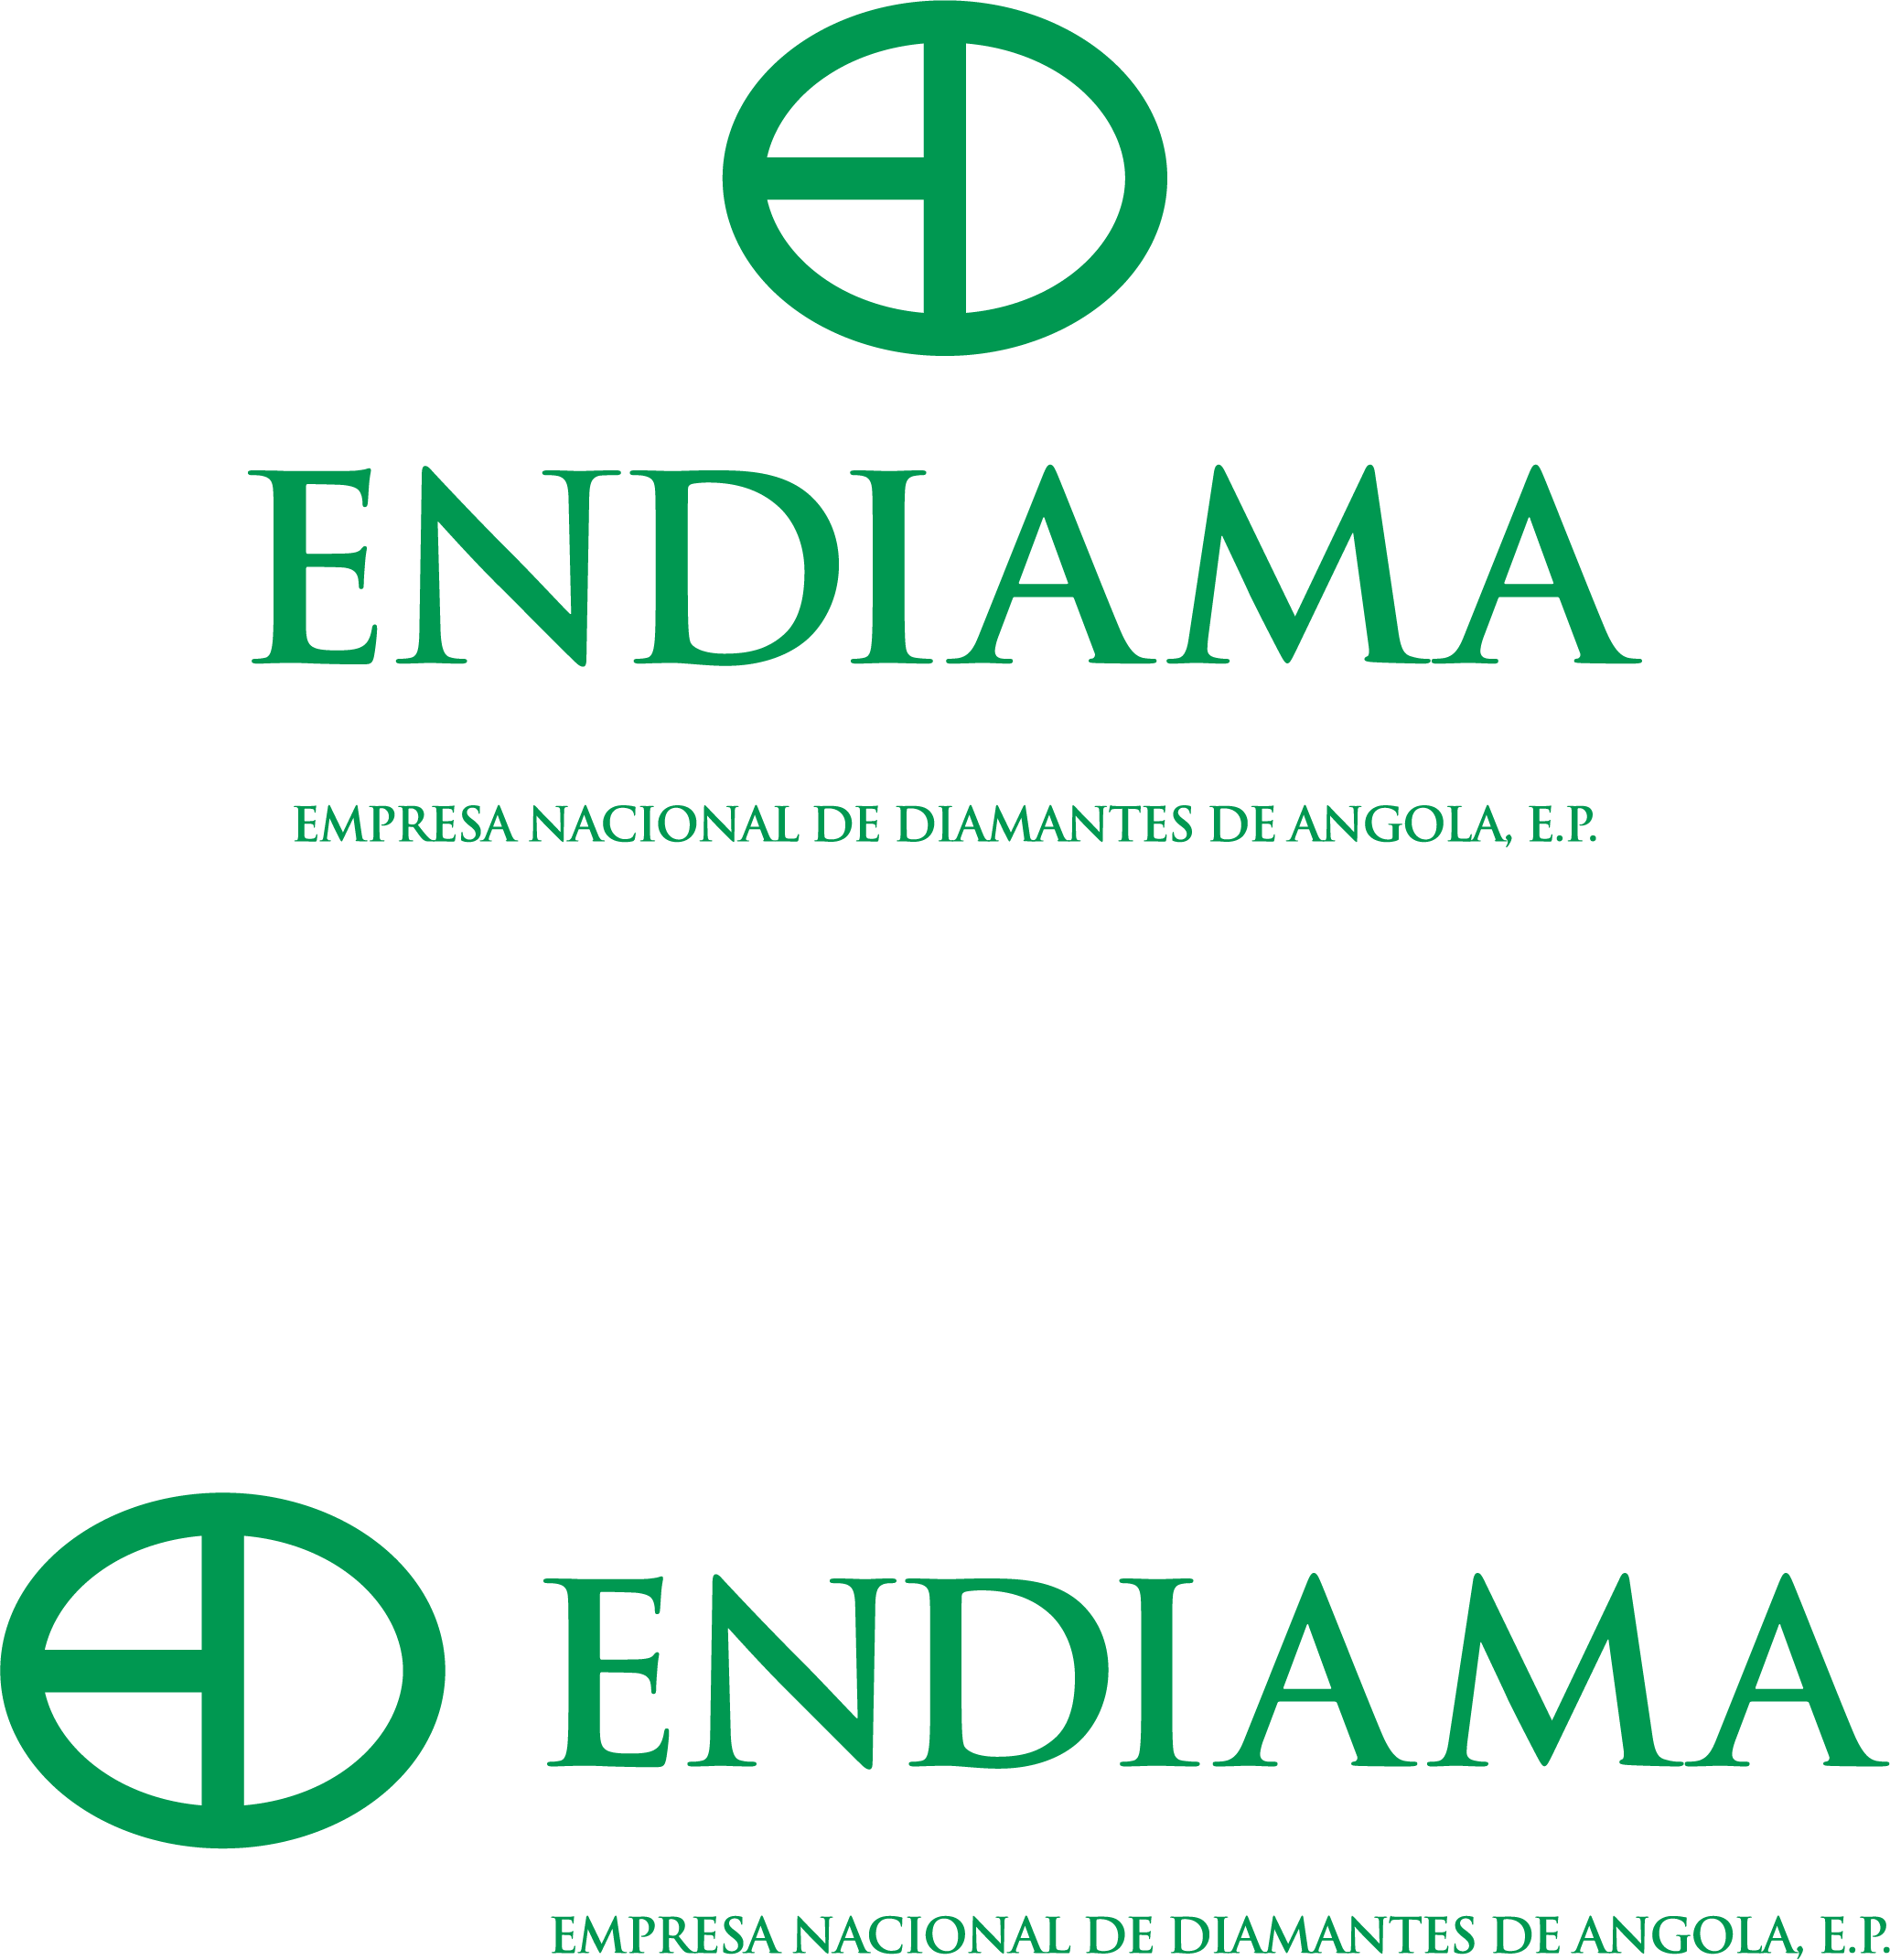 ENDIAMA
EMPRESA NACIONAL DE DIAMANTES DE ANGOLA, E.P.
ENDIAMA
EMPRESA NACIONAL DE DIAMANTES DE ANGOLA, E.P.